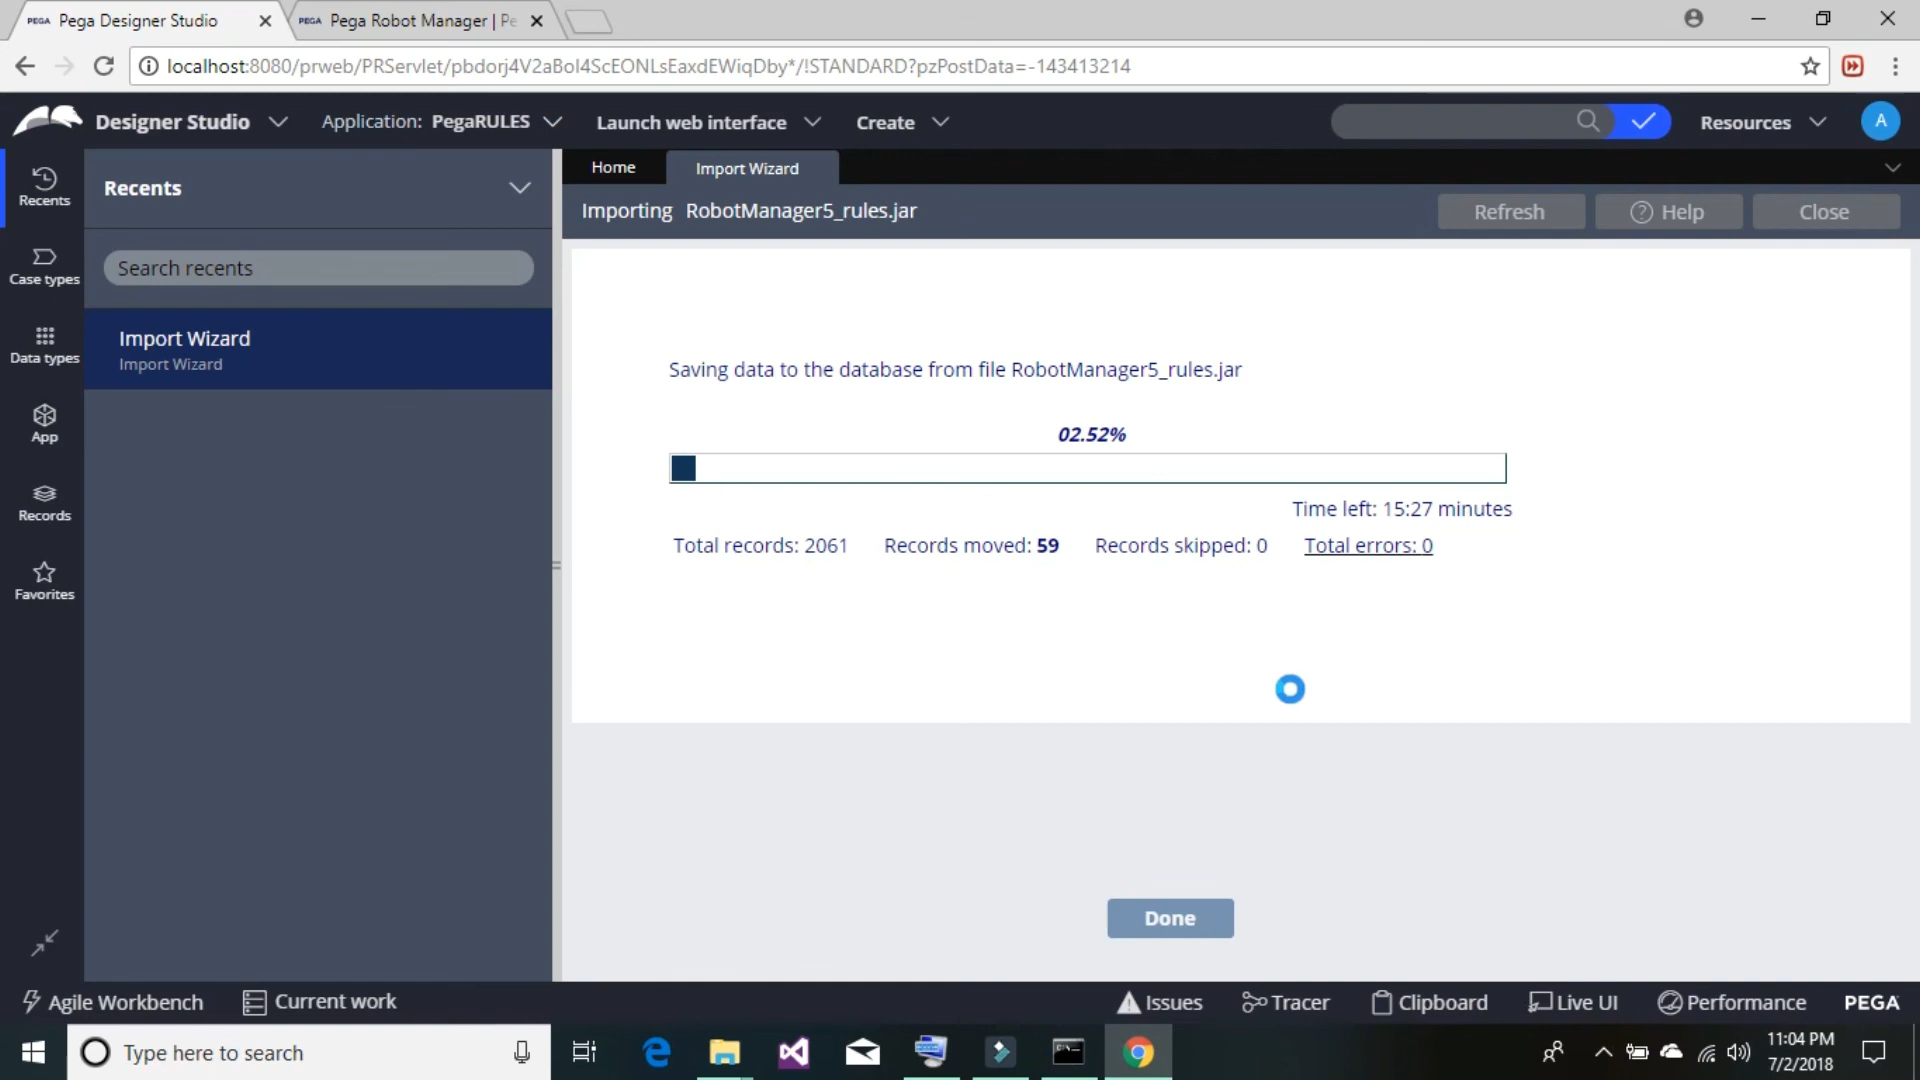 PEGA Pega Designer Studio
PEGA Pega Robot Manager | Pe
localhost:8080/prweb/PRServlet/pbdorj4V2aBol4ScEONLsEaxdEWiqDby*/!STANDARD?pzPostData=-143413214
Designer Studio
Application: PegaRULES
Launch web interface
Create
Resources
A
Recents
Case types
Data types
App
Records
Favorites
Recents
Search recents
Import Wizard
Import Wizard
Home
Import Wizard
Importing RobotManager5_rules.jar
Refresh
? Help
Close
Saving data to the database from file RobotManager5_rules.jar
02.52%
Time left: 15:27 minutes
Total records: 2061 Records moved: 59 Records skipped: 0 Total errors: 0
Done
Agile Workbench
Current work
Issues
Tracer
Clipboard
Live UI
Performance
PEGA
Type here to search
11:04 PM
7/2/2018